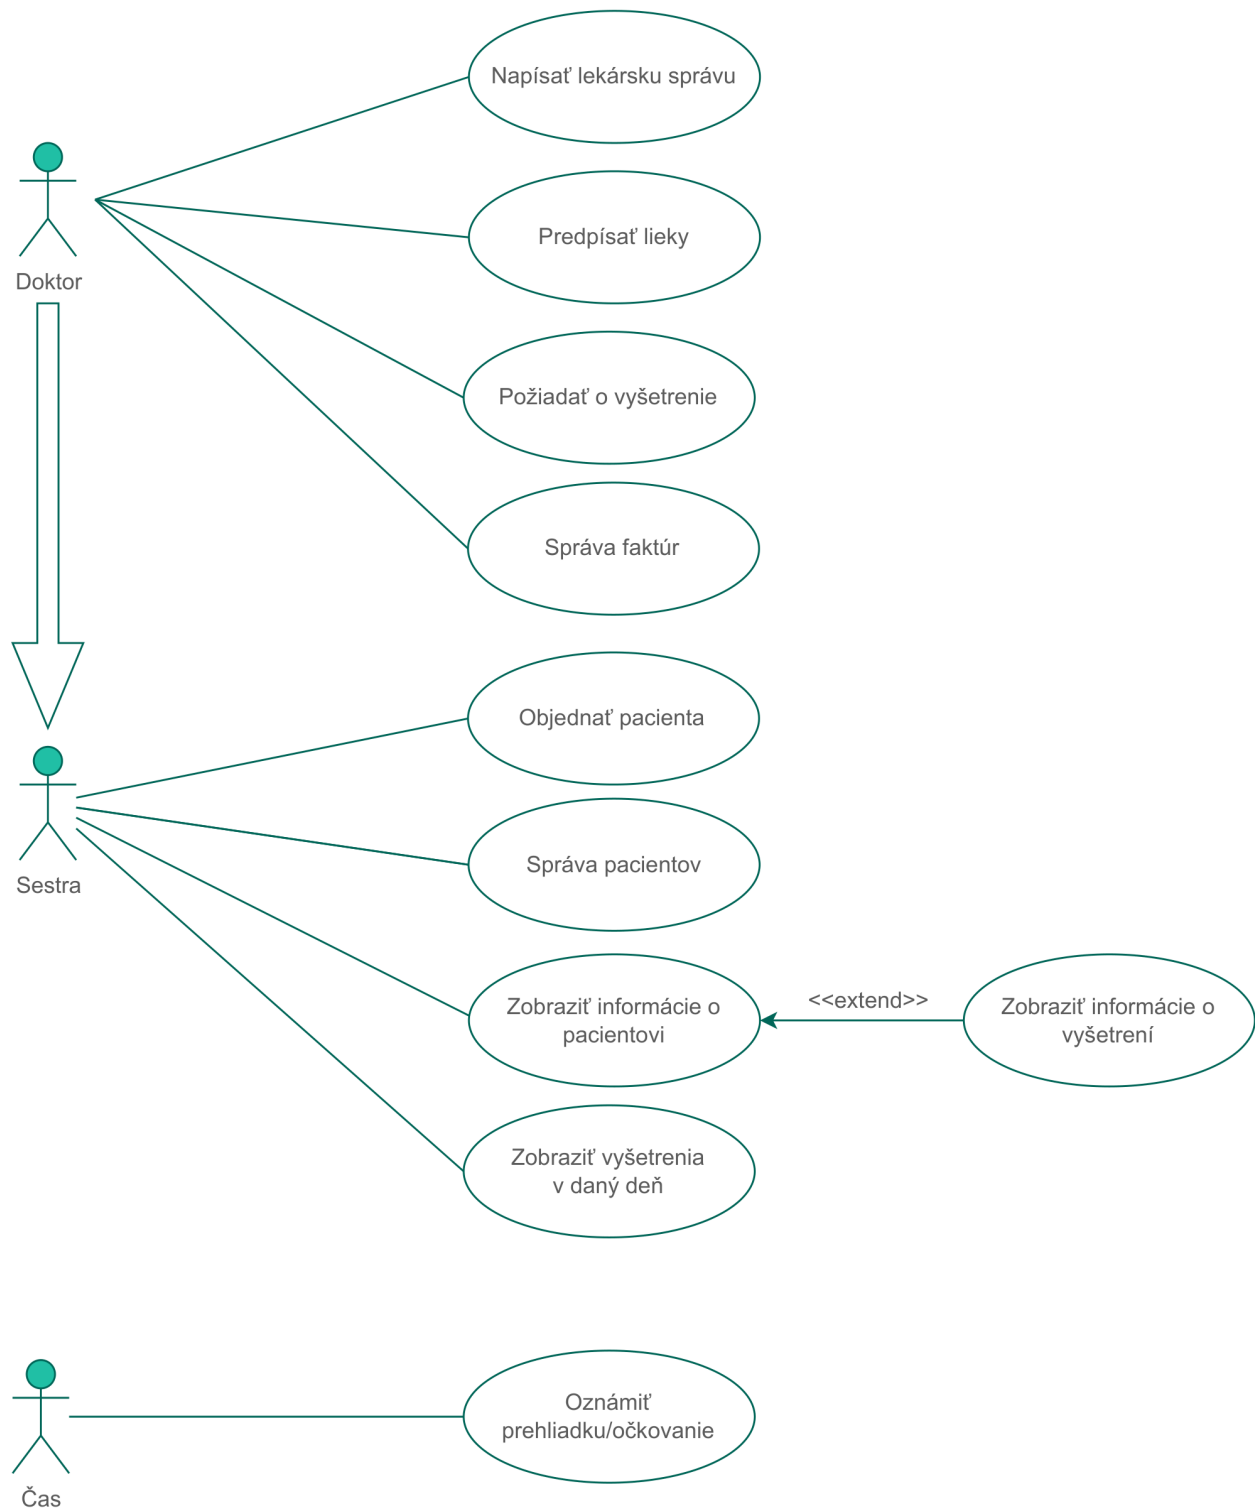 Napísať lekársku správu
Predpísať lieky
Doktor
Požiadať o vyšetrenie
Správa faktúr
Objednať pacienta
Správa pacientov
Sestra
Zobraziť informácie o
pacientovi
<<extend>>
Zobraziť informácie o
vyšetrení
Zobraziť vyšetrenia
v daný deň
Oznámiť
prehliadku/očkovanie
Čas